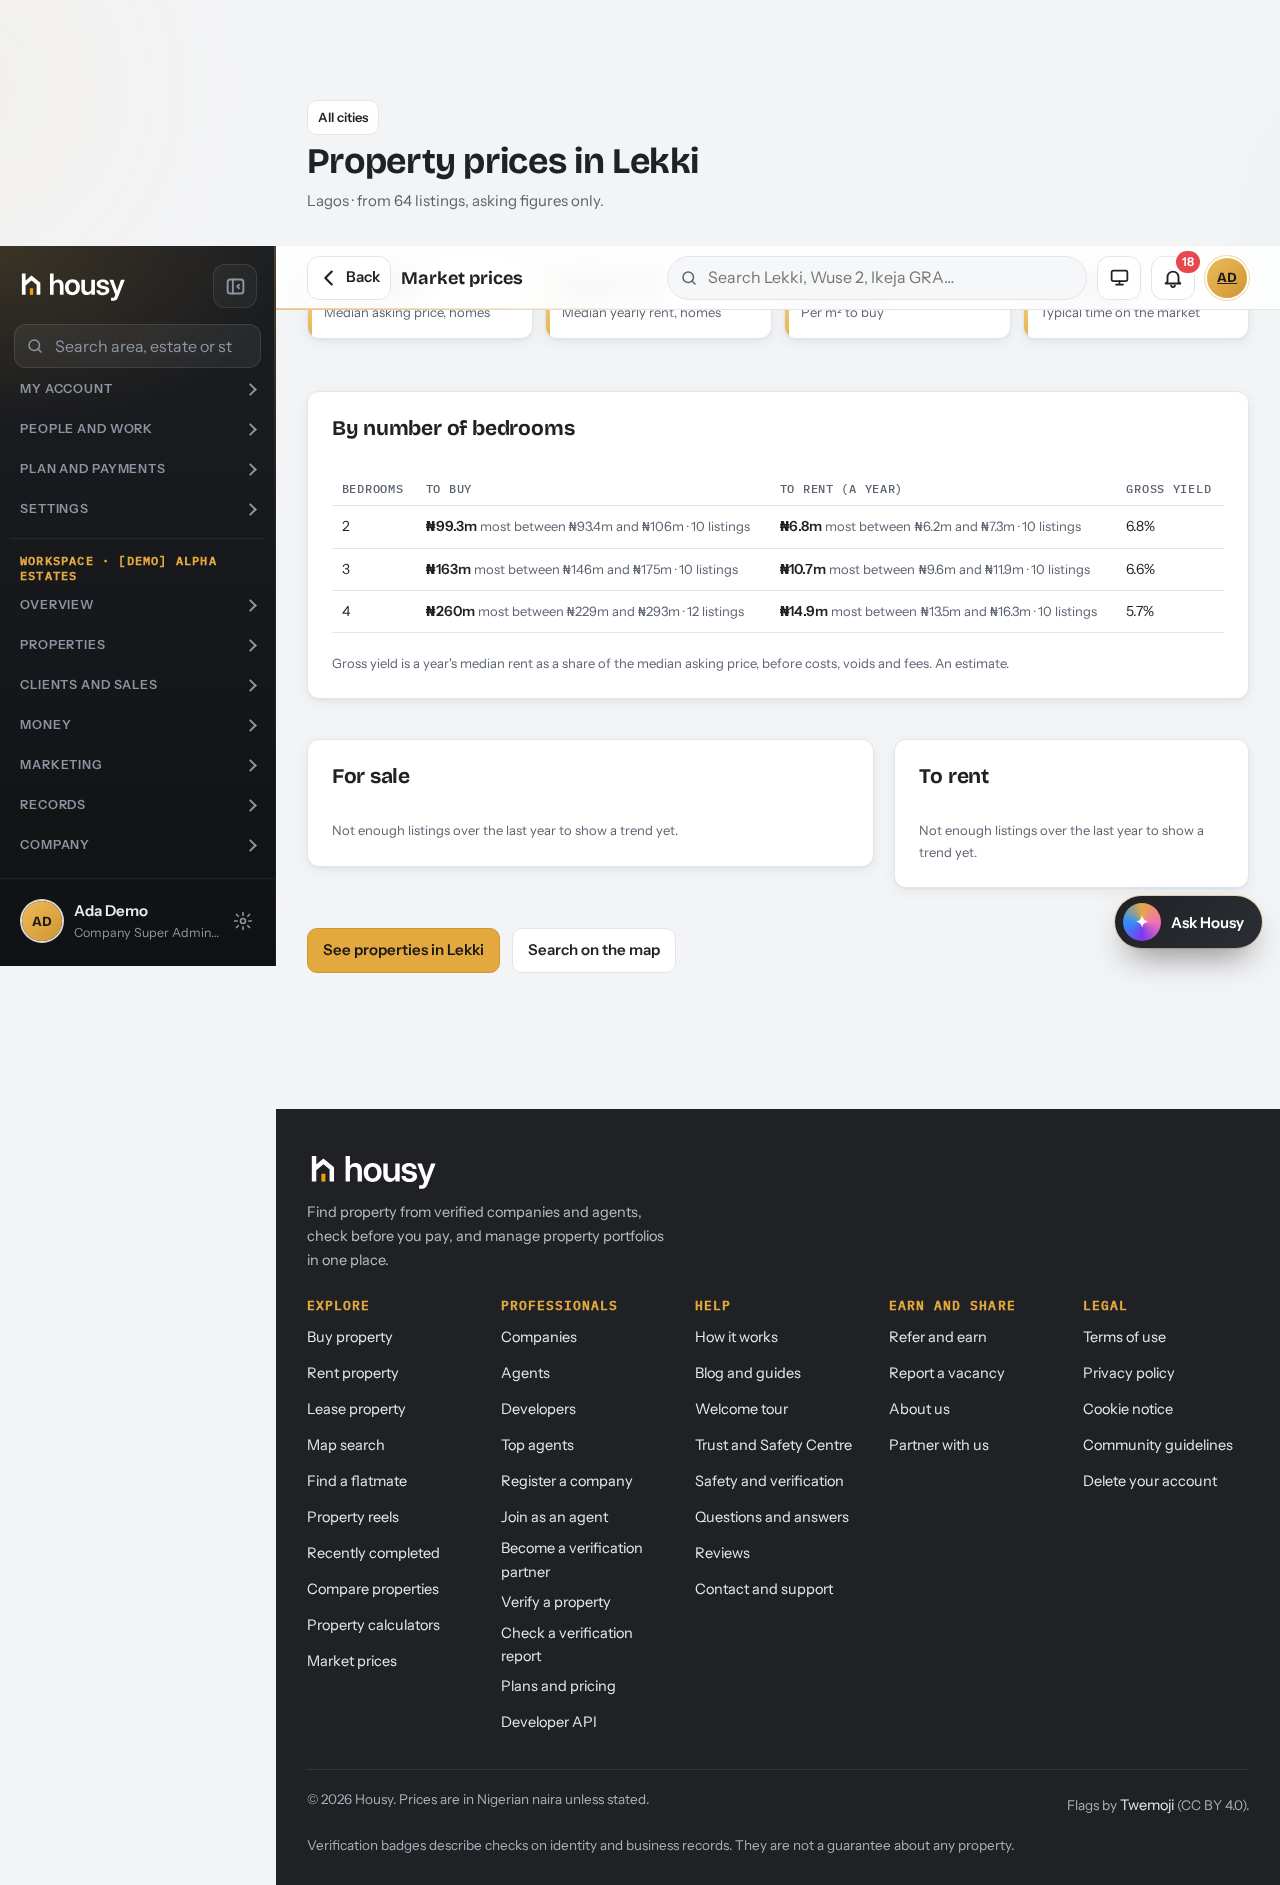 All cities
Property prices in Lekki
Lagos · from 64 listings, asking figures only.
housy
Search area, estate or st
MY ACCOUNT
PEOPLE AND WORK
PLAN AND PAYMENTS
SETTINGS
WORKSPACE · [DEMO] ALPHA
ESTATES
OVERVIEW
PROPERTIES
CLIENTS AND SALES
MONEY
MARKETING
RECORDS
COMPANY
AD
Ada Demo
Company Super Admin...
Back
Market prices
Search Lekki, Wuse 2, Ikeja GRA...
18
AD
Median asking price, homes
Median yearly rent, homes
Per m² to buy
Typical time on the market
By number of bedrooms
BEDROOMS TO BUY TO RENT (A YEAR) GROSS YIELD
2 ₦99.3m most between ₦93.4m and ₦106m · 10 listings ₦6.8m most between ₦6.2m and ₦7.3m · 10 listings 6.8%
3 ₦163m most between ₦146m and ₦175m · 10 listings ₦10.7m most between ₦9.6m and ₦11.9m · 10 listings 6.6%
4 ₦260m most between ₦229m and ₦293m · 12 listings ₦14.9m most between ₦13.5m and ₦16.3m · 10 listings 5.7%
Gross yield is a year's median rent as a share of the median asking price, before costs, voids and fees. An estimate.
For sale
Not enough listings over the last year to show a trend yet.
To rent
Not enough listings over the last year to show a
trend yet.
Ask Housy
See properties in Lekki
Search on the map
housy
Find property from verified companies and agents,
check before you pay, and manage property portfolios
in one place.
EXPLORE
Buy property
Rent property
Lease property
Map search
Find a flatmate
Property reels
Recently completed
Compare properties
Property calculators
Market prices
PROFESSIONALS
Companies
Agents
Developers
Top agents
Register a company
Join as an agent
Become a verification
partner
Verify a property
Check a verification
report
Plans and pricing
Developer API
HELP
How it works
Blog and guides
Welcome tour
Trust and Safety Centre
Safety and verification
Questions and answers
Reviews
Contact and support
EARN AND SHARE
Refer and earn
Report a vacancy
About us
Partner with us
LEGAL
Terms of use
Privacy policy
Cookie notice
Community guidelines
Delete your account
© 2026 Housy. Prices are in Nigerian naira unless stated.
Flags by Twemoji (CC BY 4.0).
Verification badges describe checks on identity and business records. They are not a guarantee about any property.